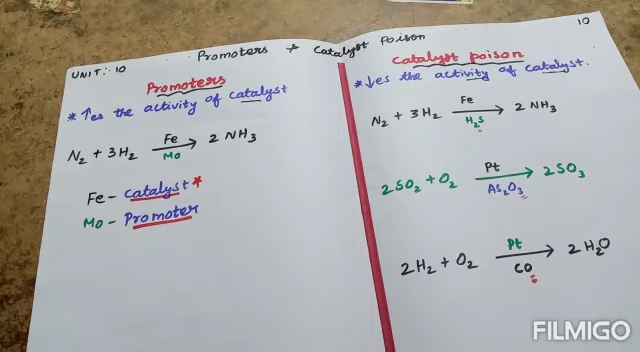 UNIT:- 10
Promoters & Catalyst Poison
10
Promoters
* ↑es the activity of catalyst
N₂ + 3H₂ Fe → Mo 2 NH₃
Fe - Catalyst *
Mo - Promoter
Catalyst poison
* ↓es the activity of catalyst.
N₂ + 3H₂ Fe → H₂S 2 NH₃
2SO₂ + O₂ Pt → As₂O₃ 2SO₃
2H₂ + O₂ Pt → CO 2H₂O
FILMIGO